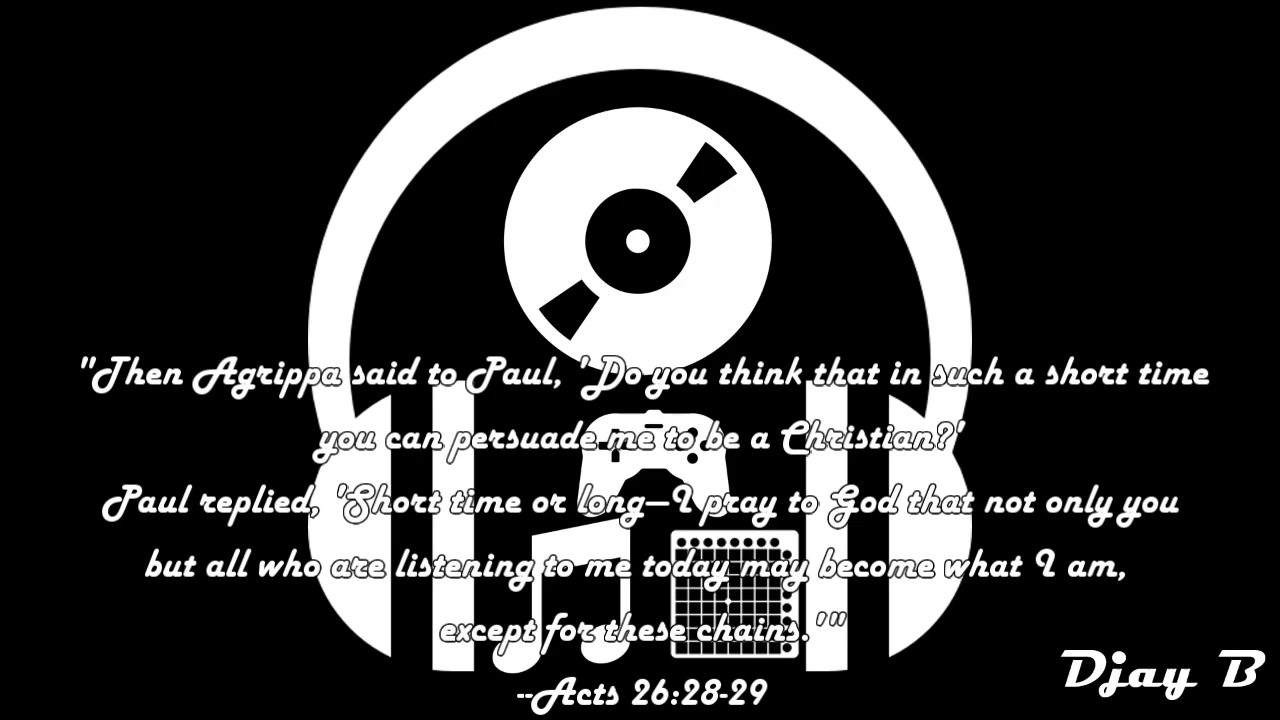 "Then Agrippa said to Paul, 'Do you think that in such a short time
you can persuade me to be a Christian?'
Paul replied, 'Short time or long—I pray to God that not only you
but all who are listening to me today may become what I am,
except for these chains.'"
--Acts 26:28-29
Djay B